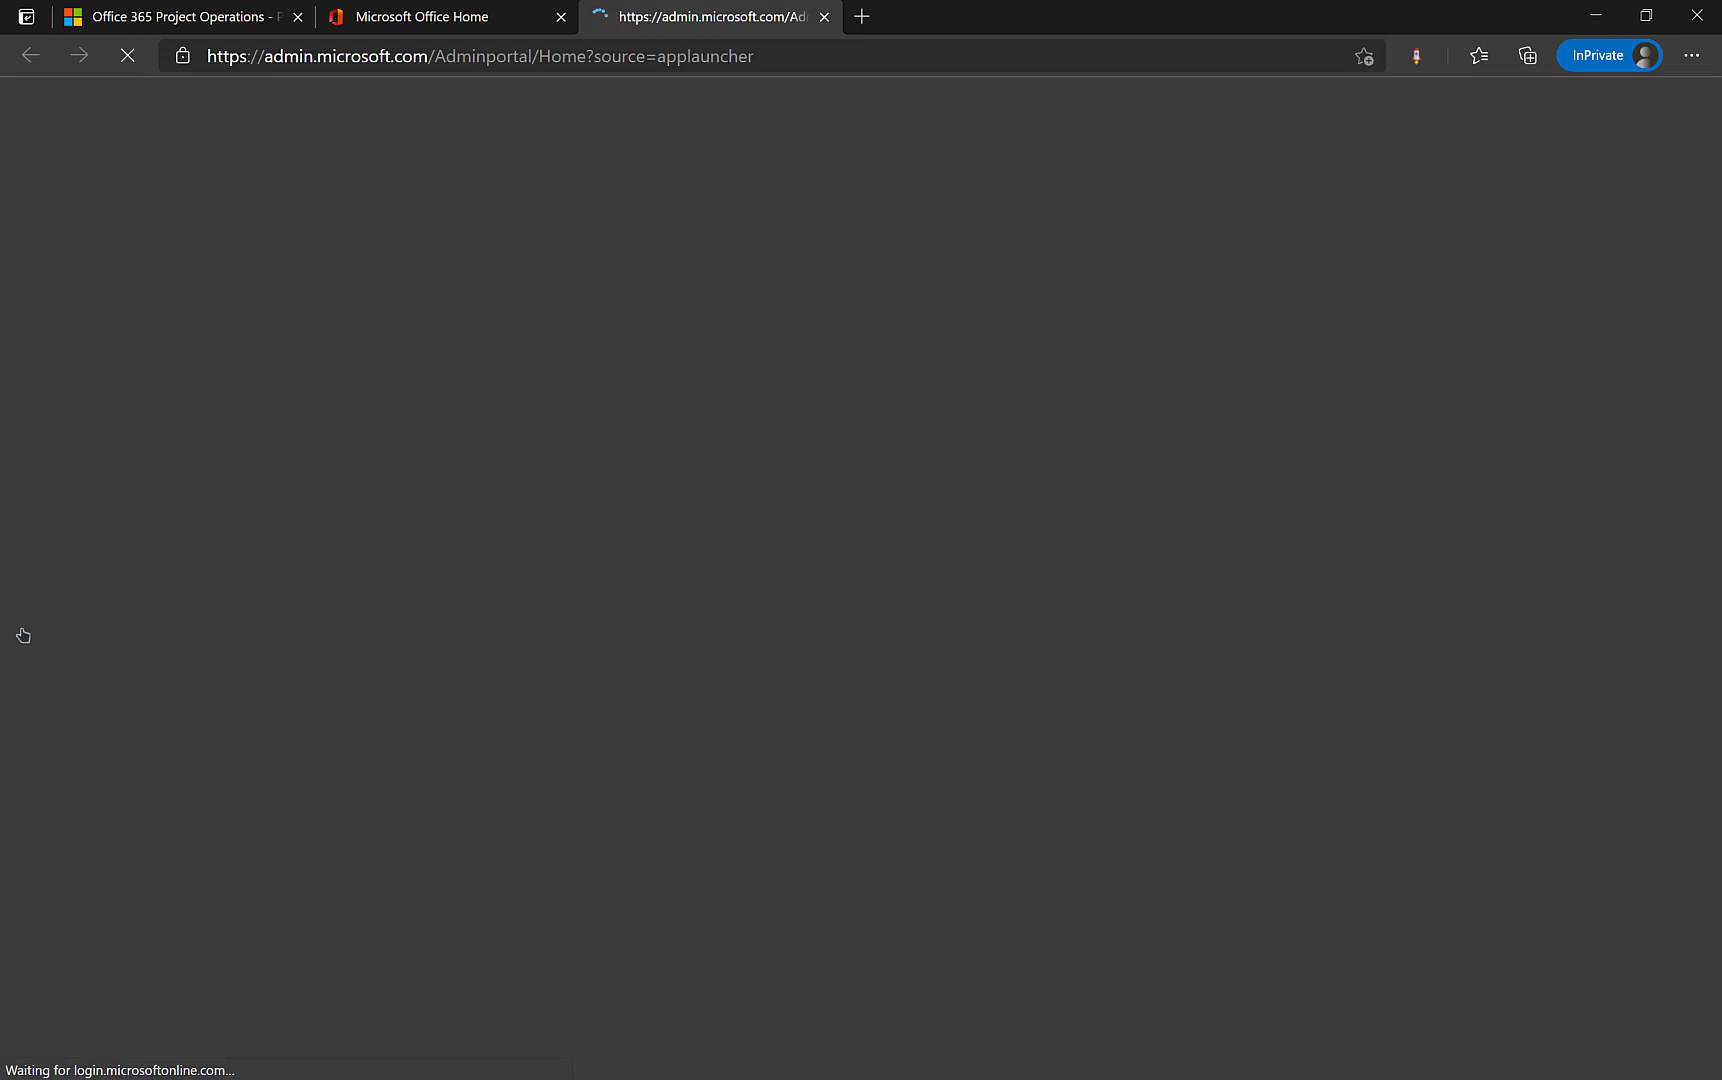 Office 365 Project Operations -
Microsoft Office Home
https://admin.microsoft.com/Ad
https://admin.microsoft.com/Adminportal/Home?source=applauncher
InPrivate
Waiting for login.microsoftonline.com...